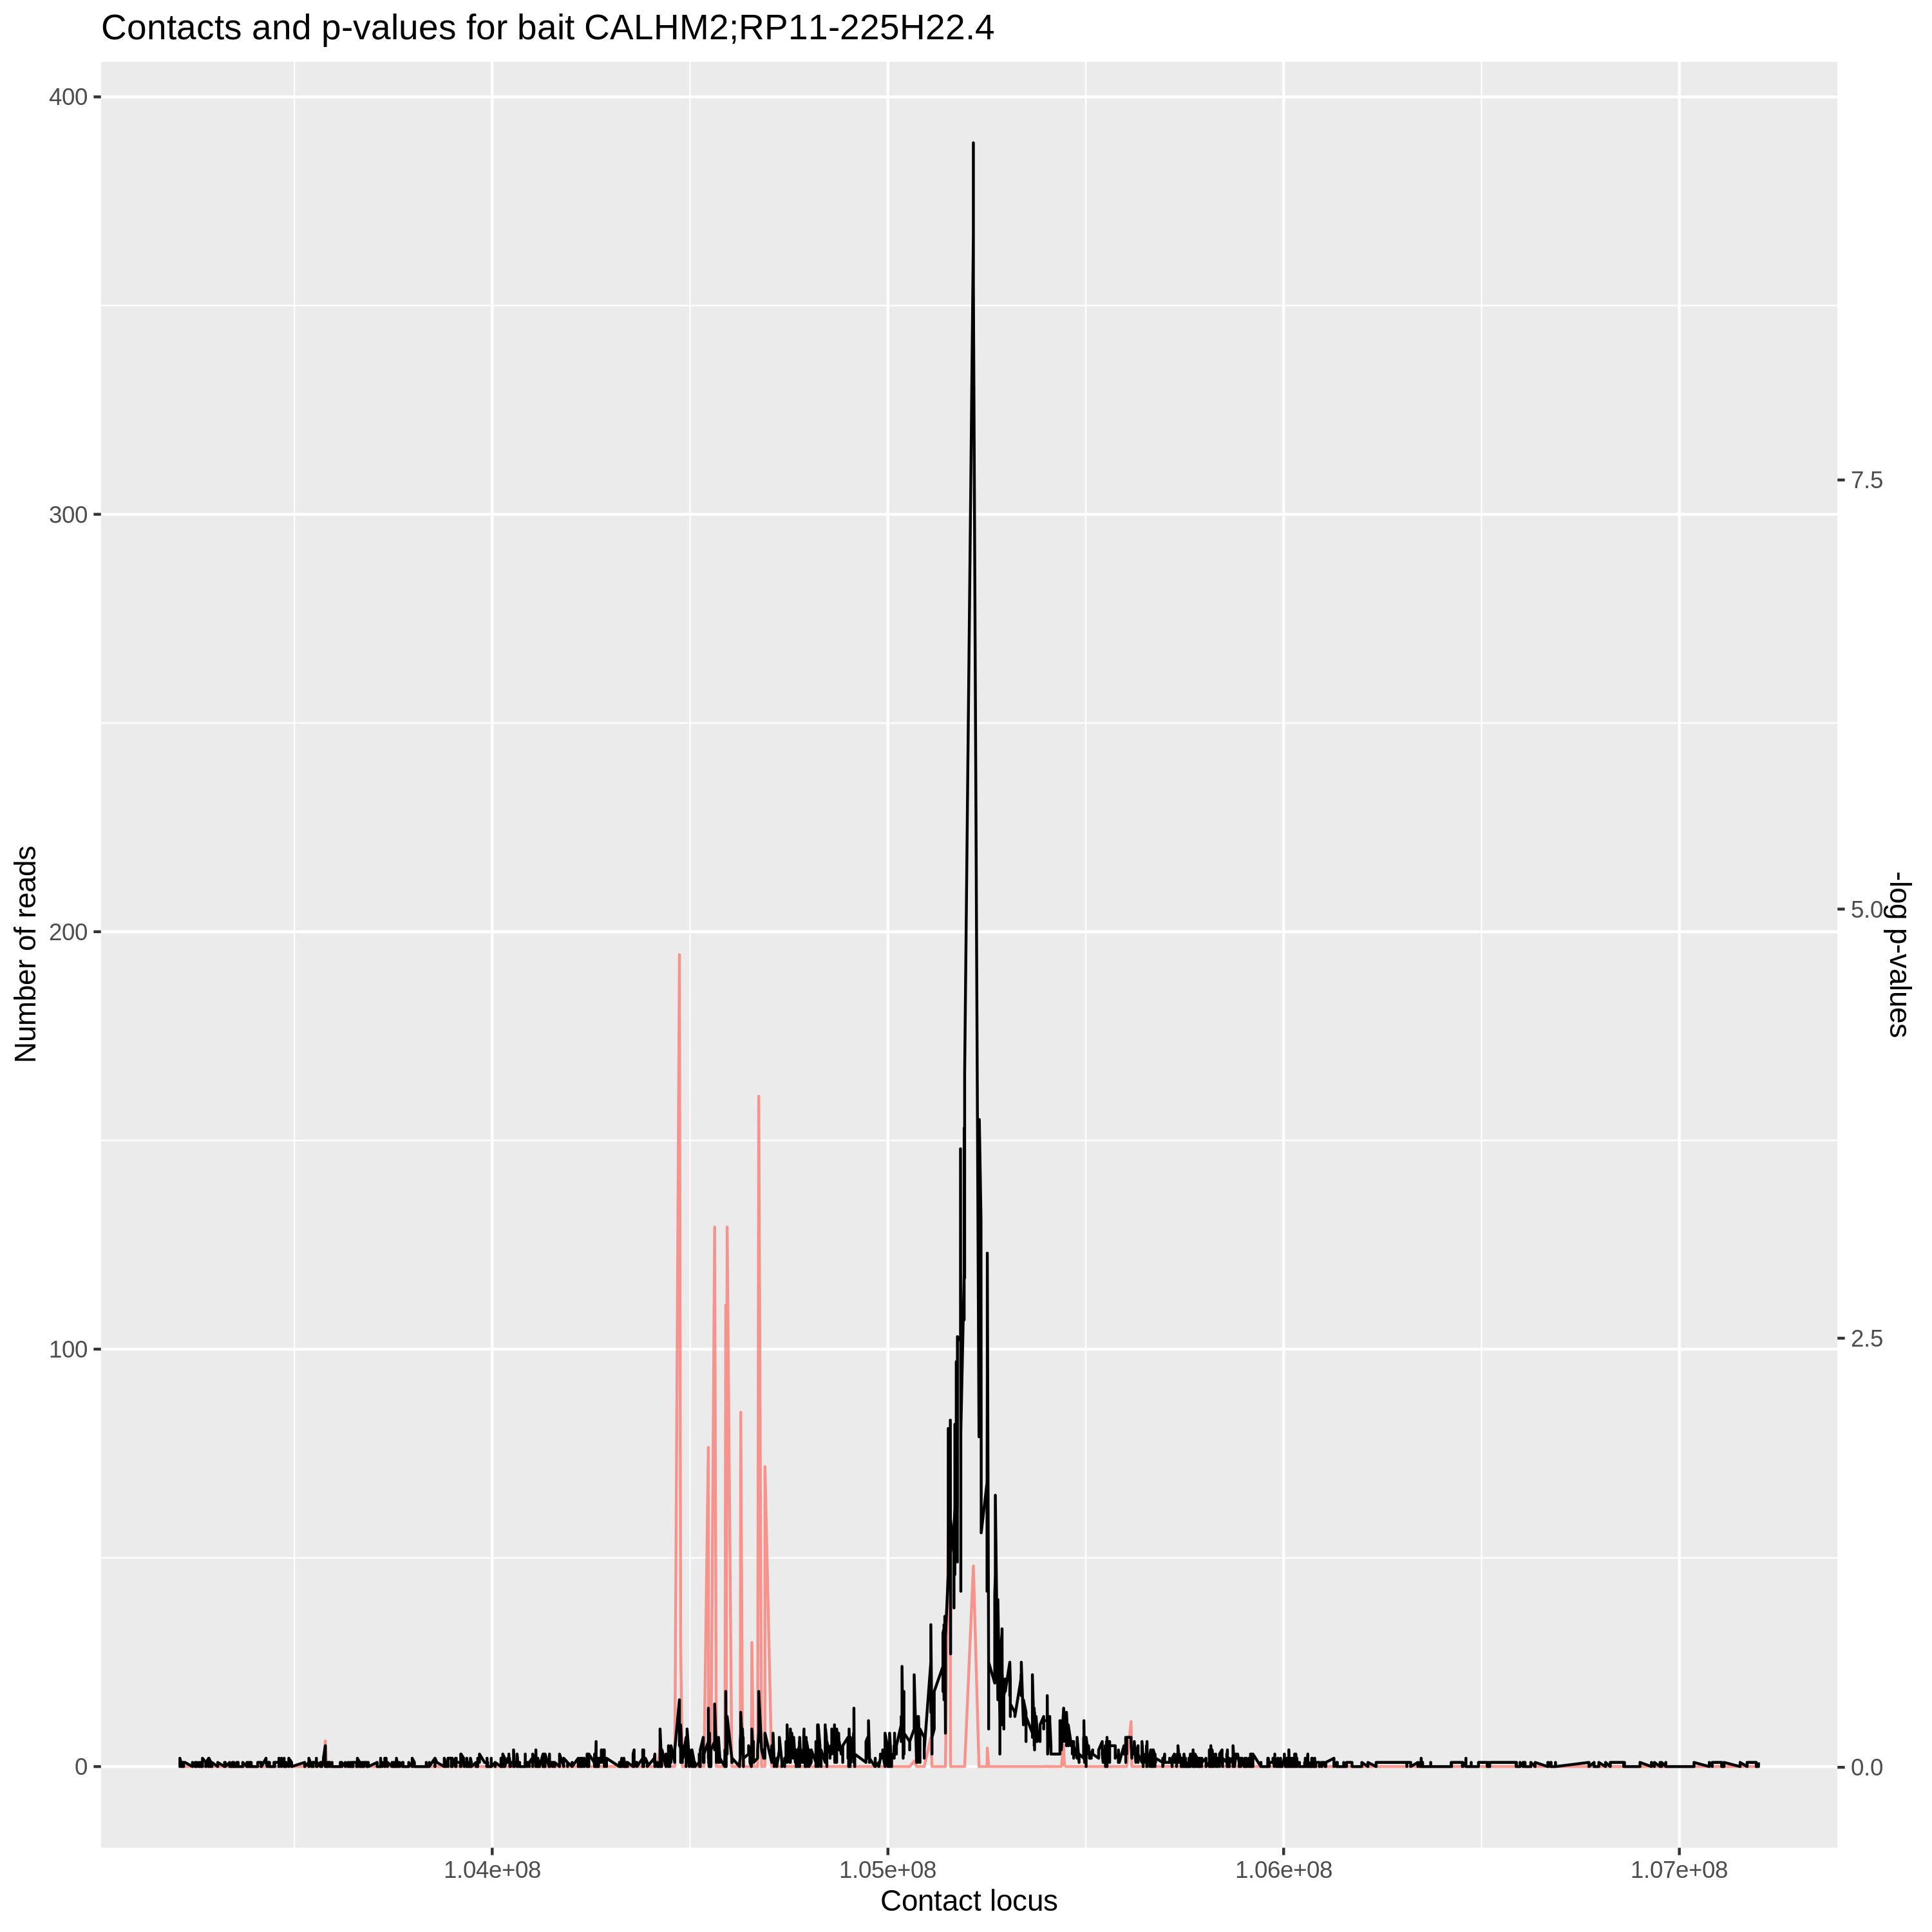 Contacts and p-values for bait CALHM2;RP11-225H22.4
400
300
200
100
0
Number of reads
7.5
5.0
2.5
0.0
-log p-values
1.04e+08
1.05e+08
1.06e+08
1.07e+08
Contact locus